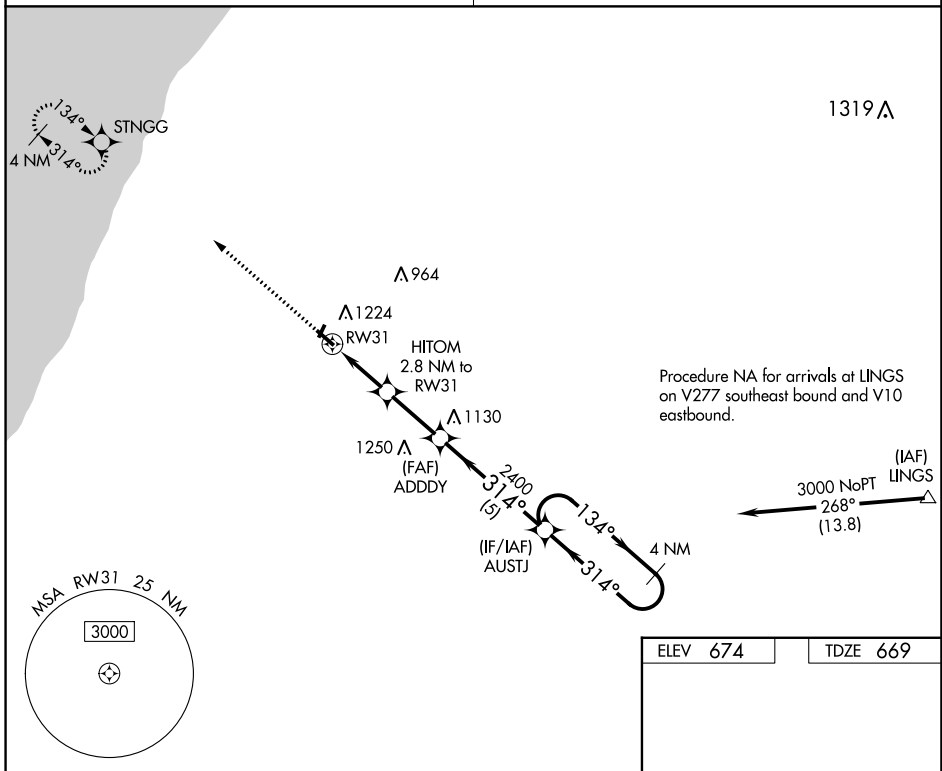 134°
STNGG
4 NM
314°
1319
964
1224
RW31
HITOM
2.8 NM to
RW31
Procedure NA for arrivals at LINGS
on V277 southeast bound and V10
eastbound.
1130
1250
(FAF)
ADDDY
(IAF)
LINGS
3000 NoPT
268°
(13.8)
2400
314°
(5)
134°
(IF/IAF)
AUSTJ
4 NM
314°
MSA RW31 25 NM
3000
ELEV 674
TDZE 669